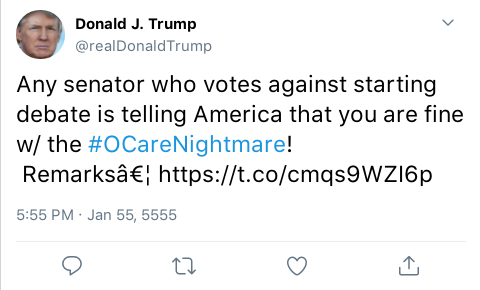 Donald J. Trump
@realDonaldTrump
Any senator who votes against starting
debate is telling America that you are fine
w/ the #OCareNightmare!
Remarksâ€¦ https://t.co/cmqs9WZI6p
5:55 PM · Jan 55, 5555